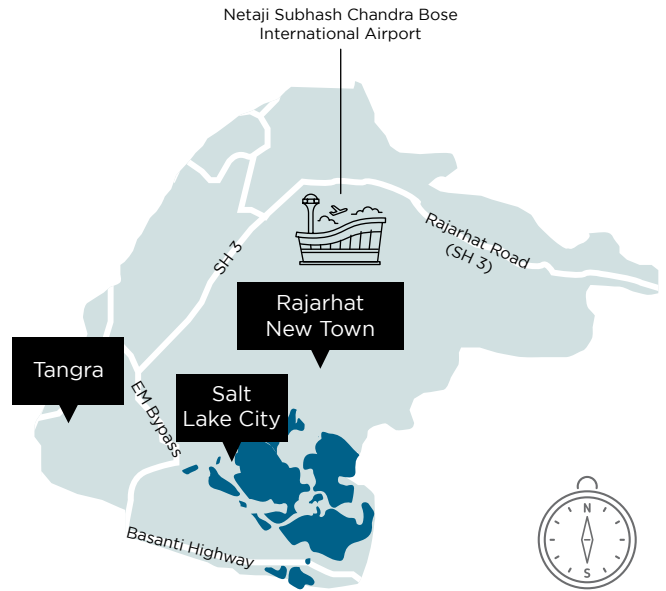 Netaji Subhash Chandra Bose
International Airport
Rajarhat Road
(SH 3)
SH 3
Rajarhat
New Town
Tangra
Salt
Lake City
EM Bypass
Basanti Highway
N
S